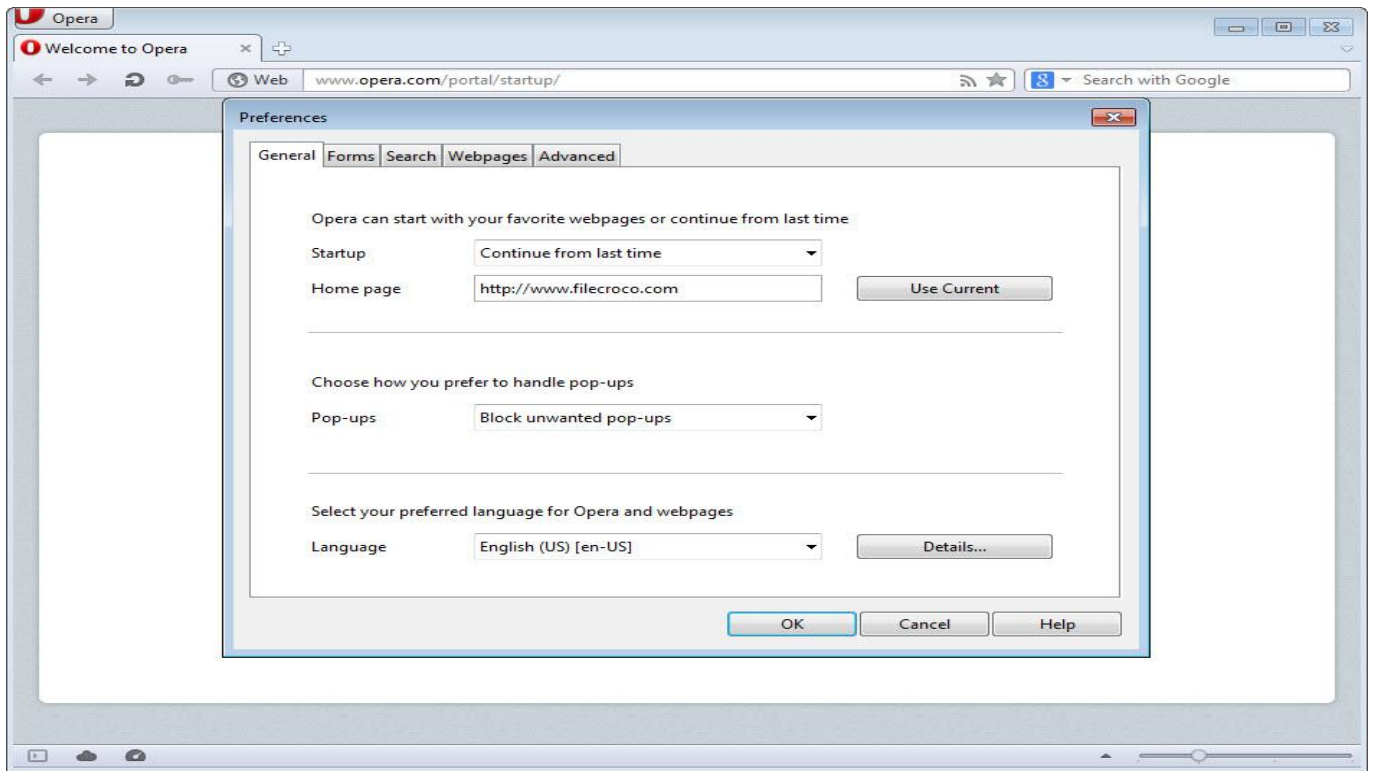 Opera
Welcome to Opera
Web www.opera.com/portal/startup/ 8 Search with Google
Preferences
General Forms Search Webpages Advanced
Opera can start with your favorite webpages or continue from last time
Startup Continue from last time
Home page http://www.filecroco.com Use Current
Choose how you prefer to handle pop-ups
Pop-ups Block unwanted pop-ups
Select your preferred language for Opera and webpages
Language English (US) [en-US] Details...
OK Cancel Help